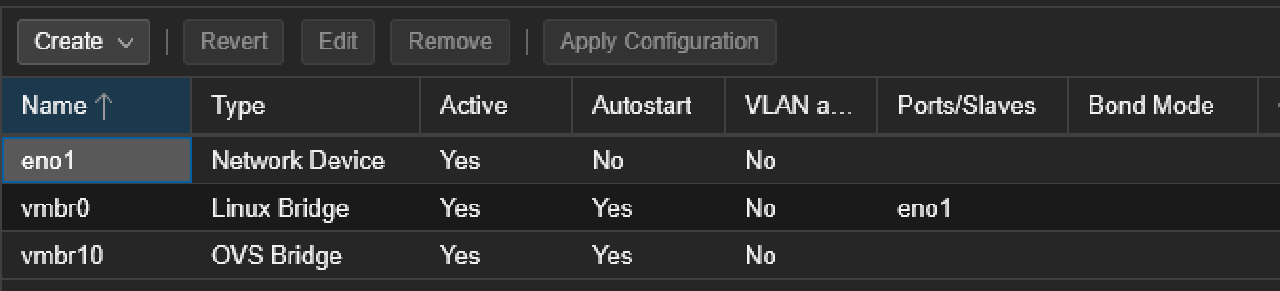 Create Revert Edit Remove Apply Configuration
Name Type Active Autostart VLAN a... Ports/Slaves Bond Mode
eno1 Network Device Yes No No
vmbr0 Linux Bridge Yes Yes No eno1
vmbr10 OVS Bridge Yes Yes No